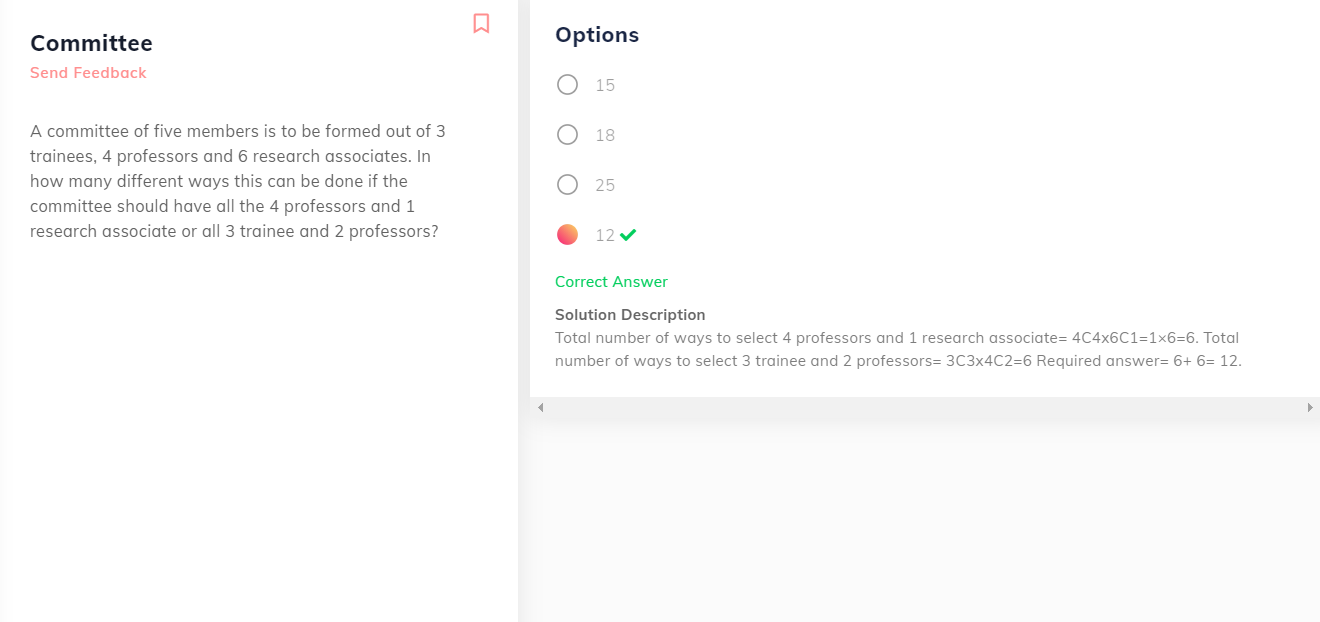 Committee
Send Feedback
A committee of five members is to be formed out of 3
trainees, 4 professors and 6 research associates. In
how many different ways this can be done if the
committee should have all the 4 professors and 1
research associate or all 3 trainee and 2 professors?
Options
15
18
25
12
Correct Answer
Solution Description
Total number of ways to select 4 professors and 1 research associate= 4C4x6C1=1×6=6. Total
number of ways to select 3 trainee and 2 professors= 3C3x4C2=6 Required answer= 6+ 6= 12.